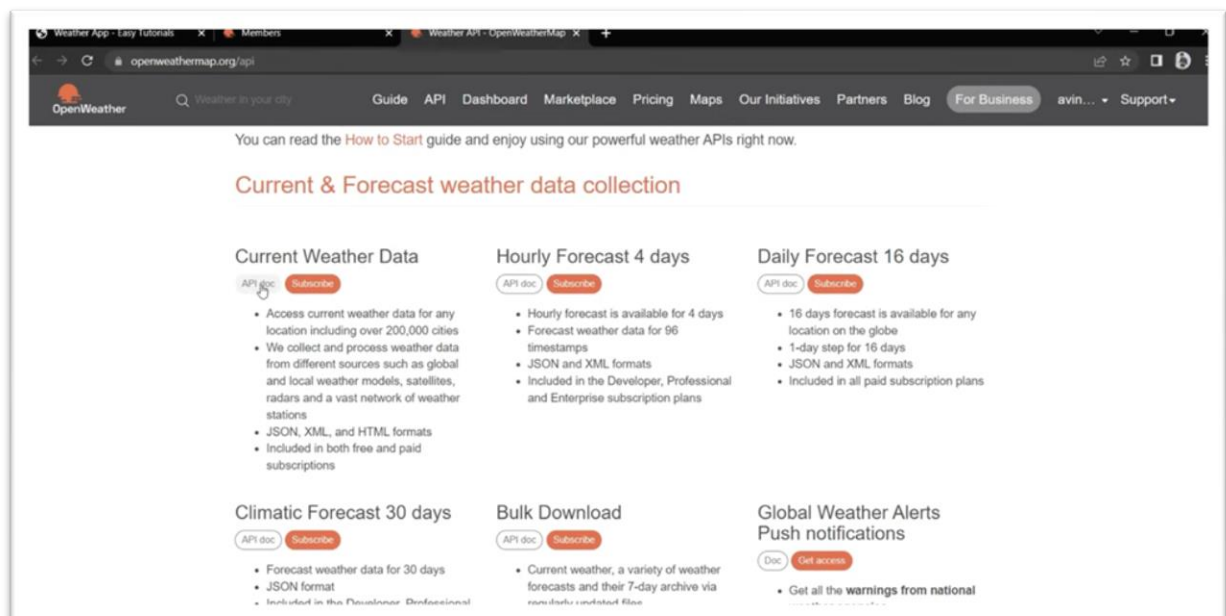 Weather App - Easy Tutorials
Members
Weather API - OpenWeatherMap
openweathermap.org/api
OpenWeather
Weather in your city
Guide API Dashboard Marketplace Pricing Maps Our Initiatives Partners Blog For Business avin... Support
You can read the How to Start guide and enjoy using our powerful weather APIs right now.
Current & Forecast weather data collection
Current Weather Data
API doc Subscribe
• Access current weather data for any
location including over 200,000 cities
• We collect and process weather data
from different sources such as global
and local weather models, satellites,
radars and a vast network of weather
stations
• JSON, XML, and HTML formats
• Included in both free and paid
subscriptions
Hourly Forecast 4 days
API doc Subscribe
• Hourly forecast is available for 4 days
• Forecast weather data for 96
timestamps
• JSON and XML formats
• Included in the Developer, Professional
and Enterprise subscription plans
Daily Forecast 16 days
API doc Subscribe
• 16 days forecast is available for any
location on the globe
• 1-day step for 16 days
• JSON and XML formats
• Included in all paid subscription plans
Climatic Forecast 30 days
API doc Subscribe
• Forecast weather data for 30 days
• JSON format
• Included in the Developer, Professional
Bulk Download
API doc Subscribe
• Current weather, a variety of weather
forecasts and their 7-day archive via
regularly updated files
Global Weather Alerts
Push notifications
Doc Get access
• Get all the warnings from national